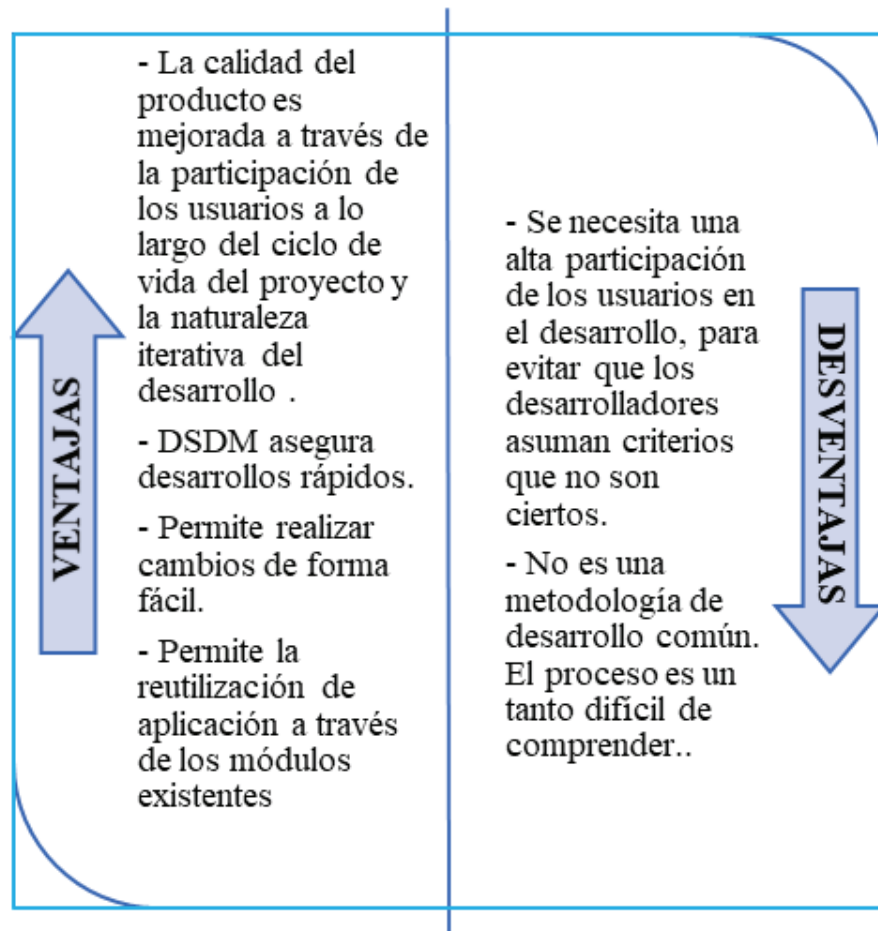 VENTAJAS
- La calidad del
producto es
mejorada a través de
la participación de
los usuarios a lo
largo del ciclo de
vida del proyecto y
la naturaleza
iterativa del
desarrollo .
- DSDM asegura
desarrollos rápidos.
- Permite realizar
cambios de forma
fácil.
- Permite la
reutilización de
aplicación a través
de los módulos
existentes
- Se necesita una
alta participación
de los usuarios en
el desarrollo, para
evitar que los
desarrolladores
asuman criterios
que no son
ciertos.
- No es una
metodología de
desarrollo común.
El proceso es un
tanto difícil de
comprender..
DESVENTAJAS